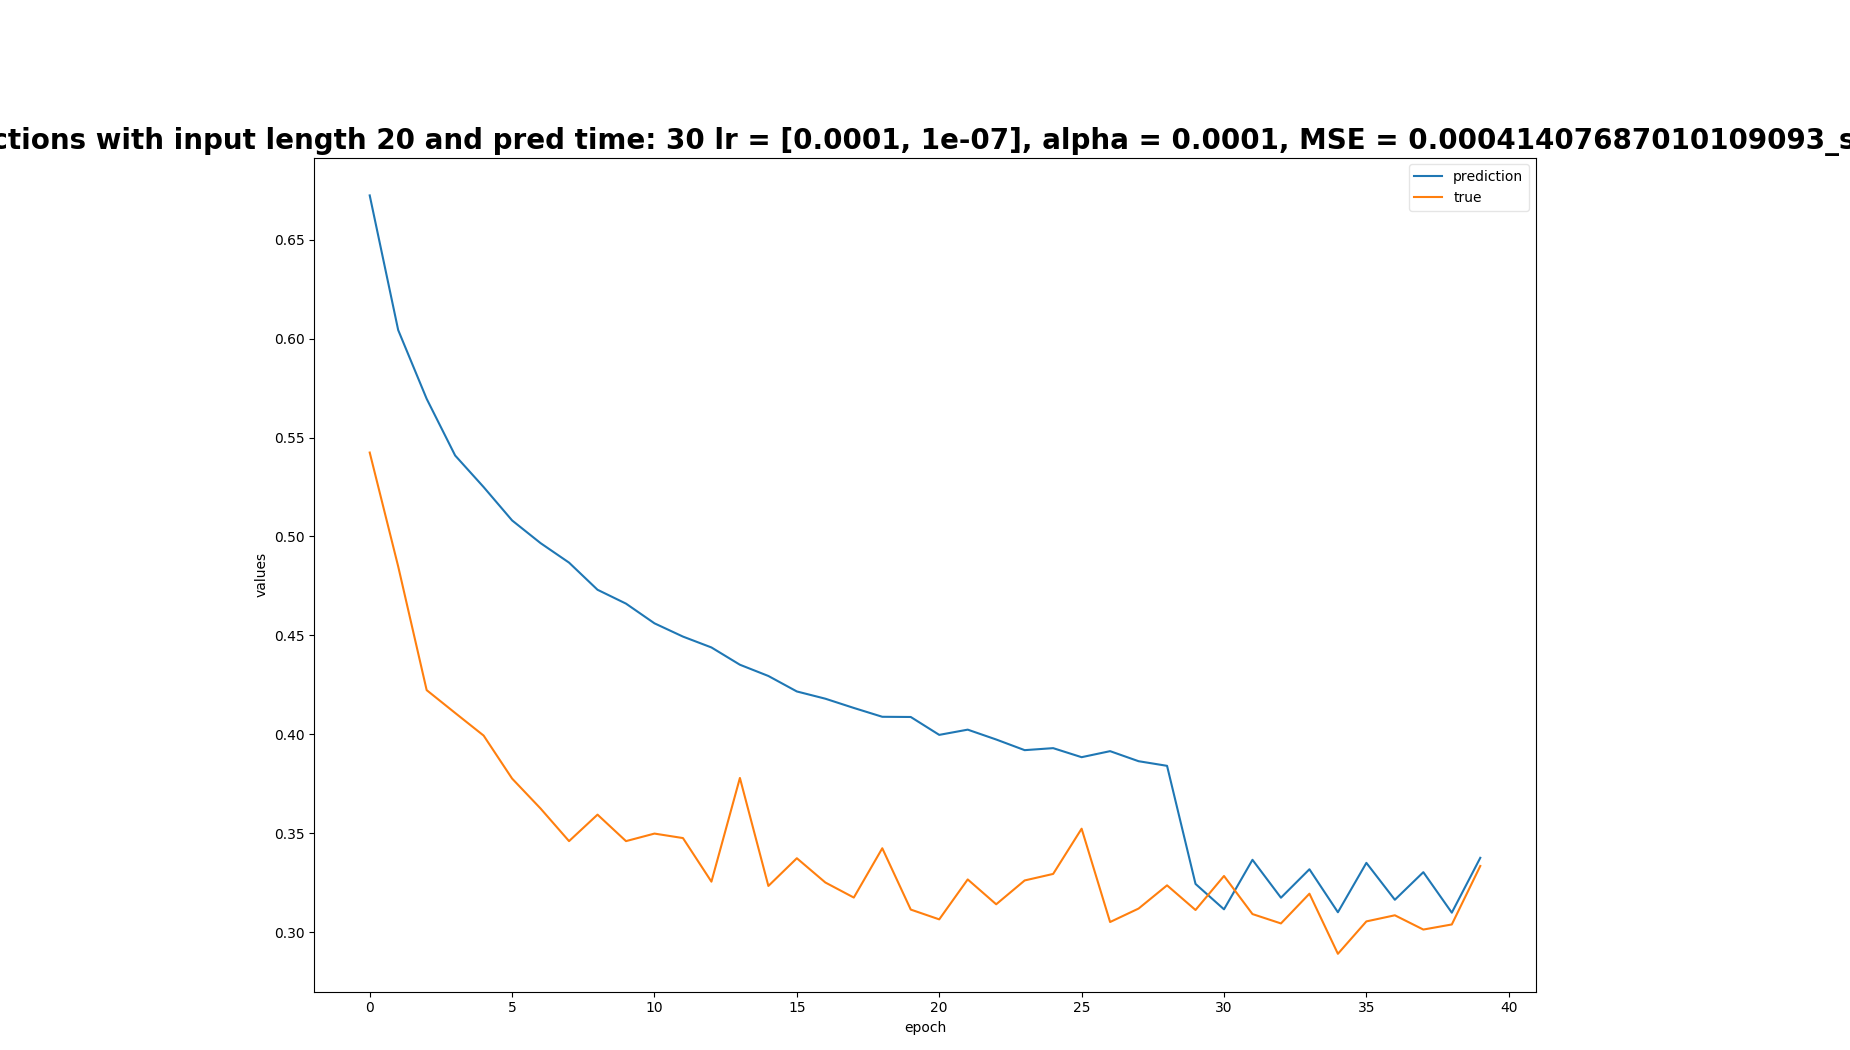 ctions with input length 20 and pred time: 30 lr = [0.0001, 1e-07], alpha = 0.0001, MSE = 0.00041407687010109093_s
prediction
true
0.65
0.60
0.55
0.50
0.45
0.40
0.35
0.30
values
0 5 10 15 20 25 30 35 40
epoch